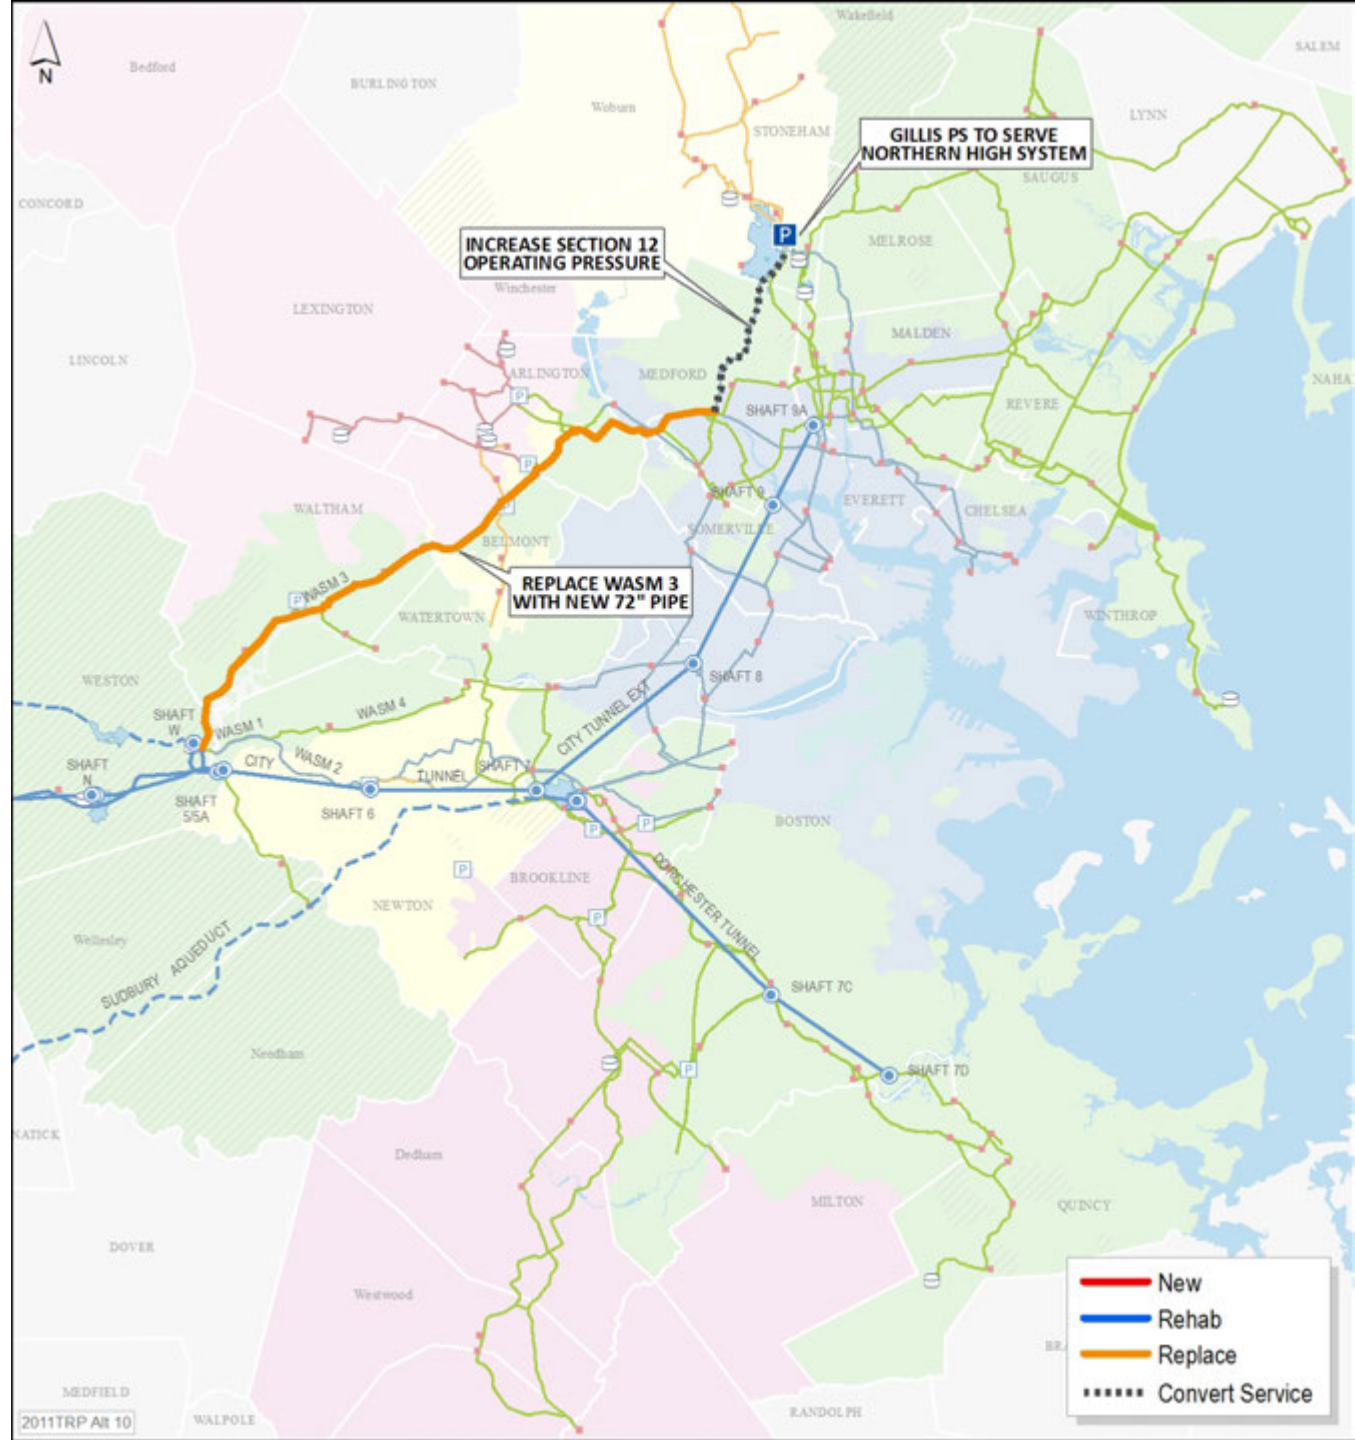 Wakefield
SALEM
N
Bedford
BURLINGTON
Woburn
STONEHAM
LYNN
GILLIS PS TO SERVE
NORTHERN HIGH SYSTEM
SAUGUS
CONCORD
P
MELROSE
INCREASE SECTION 12
OPERATING PRESSURE
Winchester
LEXINGTON
MALDEN
LINCOLN
ARLINGTON
MEDFORD
NAHA
P
REVERE
SHAFT 9A
P
SHAFT 9
EVERETT
WALTHAM
P
CHELSEA
SOMERVILLE
BELMONT
REPLACE WASM 3
WITH NEW 72" PIPE
P
WASM 3
WATERTOWN
WINTHROP
WESTON
SHAFT 8
SHAFT
W
WASM 4
CITY TUNNEL EXT
WASM 1
SHAFT
N
CITY
WASM 2
TUNNEL
SHAFT 7
P
SHAFT
5/5A
SHAFT 6
P
P
BOSTON
P
BROOKLINE
DORCHESTER TUNNEL
NEWTON
P
Wellesley
SUDBURY AQUEDUCT
SHAFT 7C
Needham
P
SHAFT 7D
NATICK
Dedham
MILTON
QUINCY
DOVER
Westwood
New
Rehab
BRA
Replace
Convert Service
MEDFIELD
2011TRP Alt 10
WALPOLE
RANDOLPH